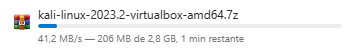 kali-linux-2023.2-virtualbox-amd64.7z
41,2 MB/s — 206 MB de 2,8 GB, 1 min restante